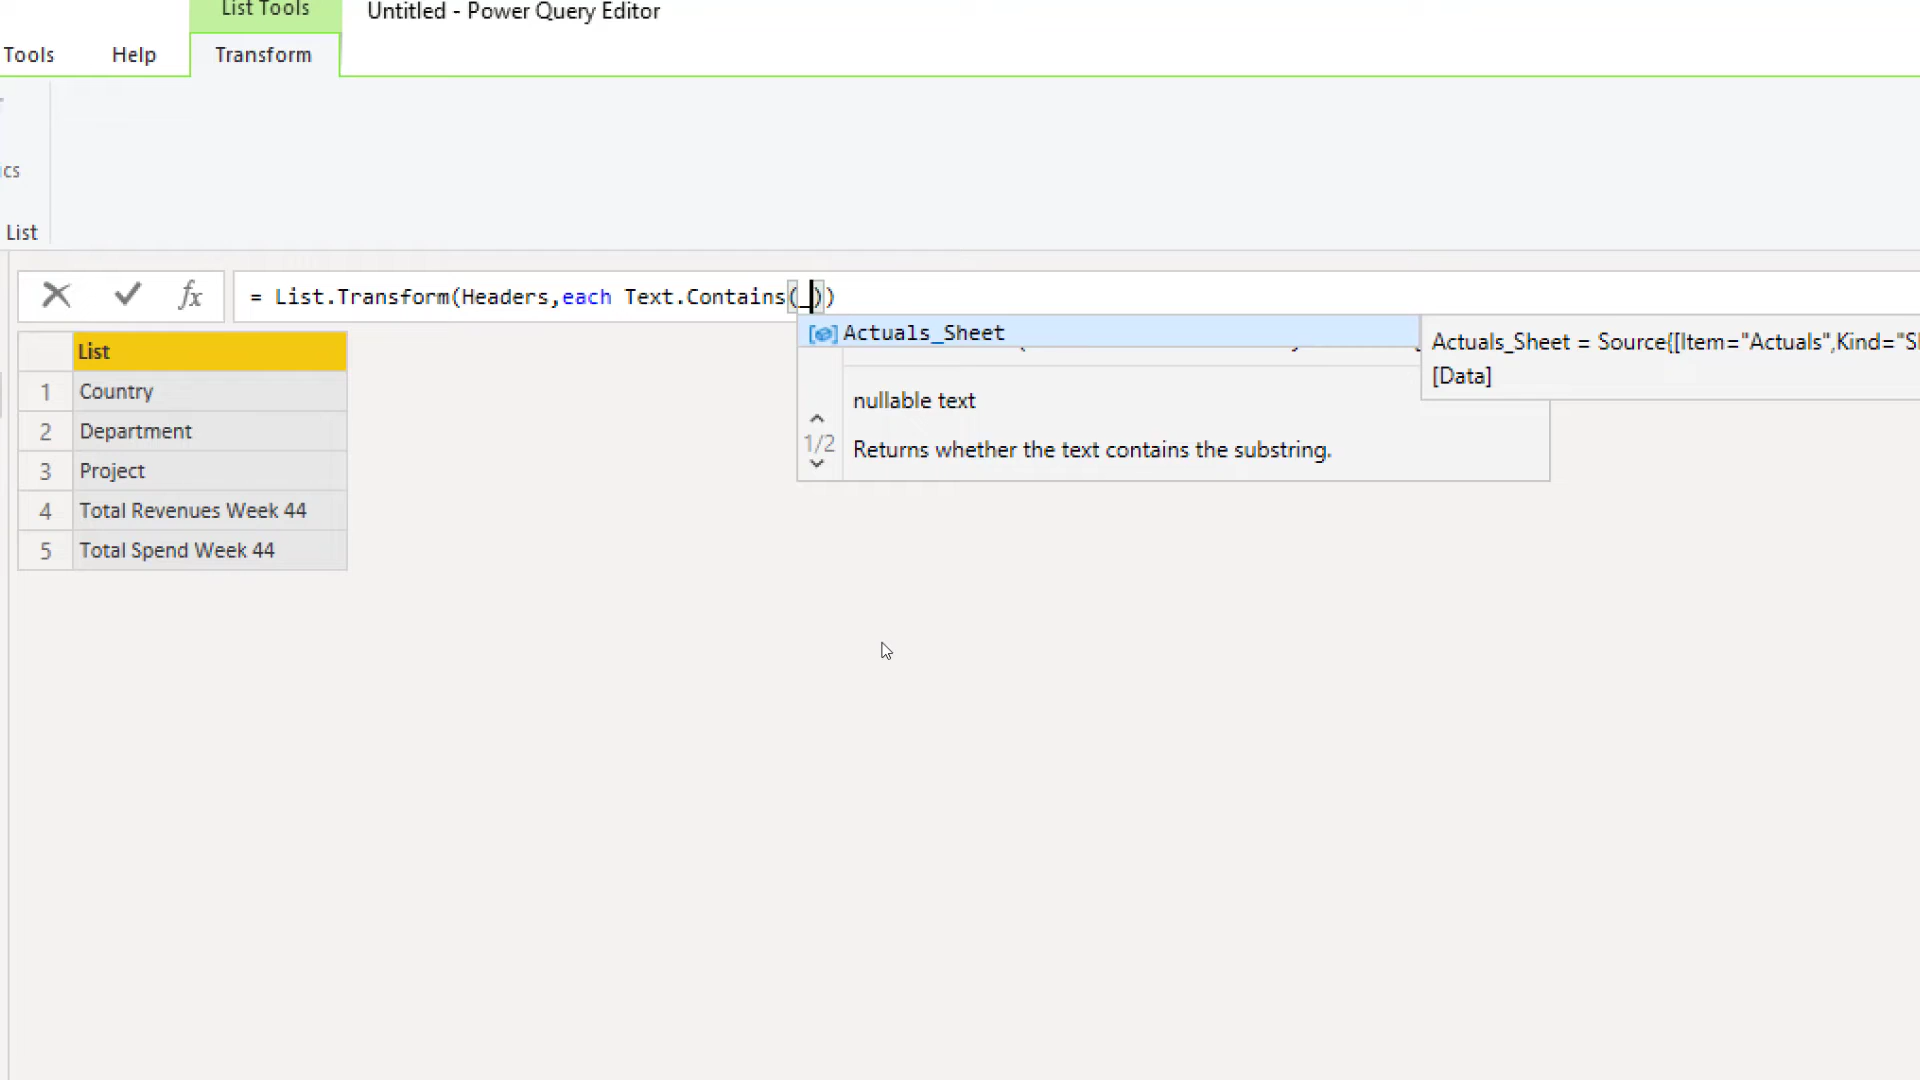 List Tools
Untitled - Power Query Editor
Tools
Help
Transform
ics
List
fx
= List.Transform(Headers,each Text.Contains(_))
Actuals_Sheet
Actuals_Sheet = Source{[Item="Actuals",Kind="S
[Data]
1/2
nullable text
Returns whether the text contains the substring.
List
1 Country
2 Department
3 Project
4 Total Revenues Week 44
5 Total Spend Week 44